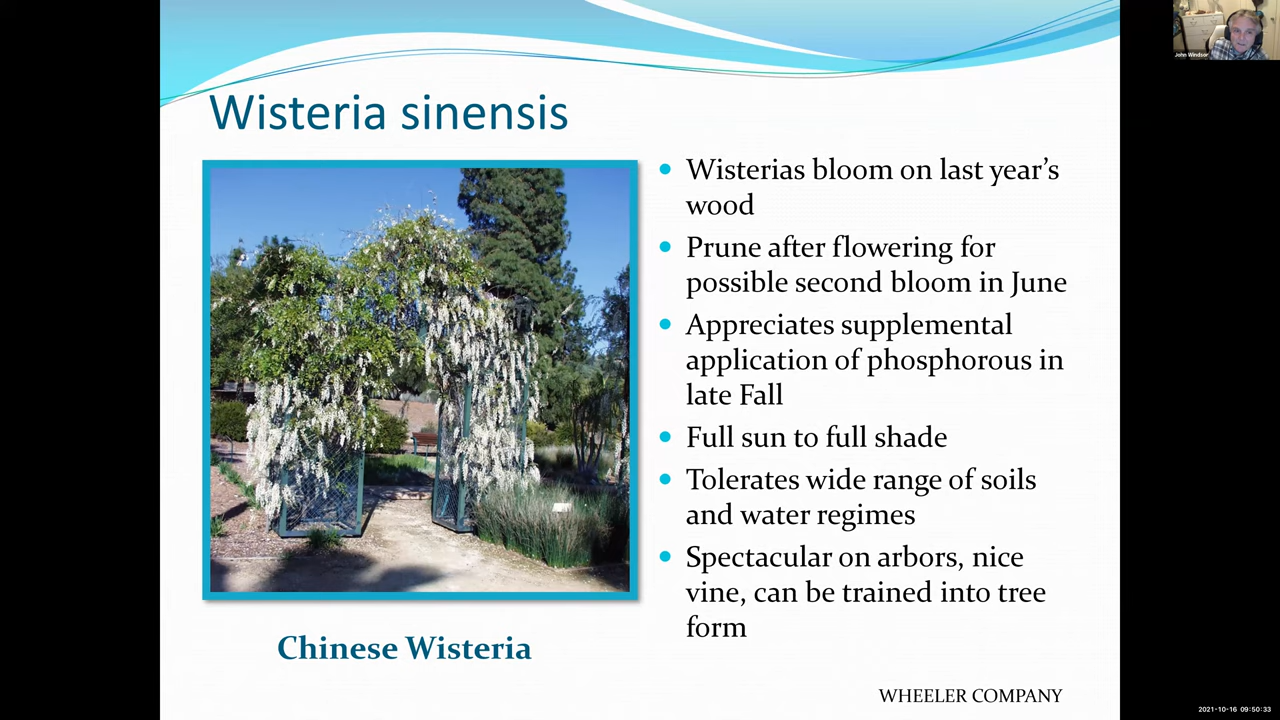 John Windsor
Wisteria sinensis
Wisterias bloom on last year's
wood
Prune after flowering for
possible second bloom in June
Appreciates supplemental
application of phosphorous in
late Fall
Full sun to full shade
Tolerates wide range of soils
and water regimes
Spectacular on arbors, nice
vine, can be trained into tree
form
Chinese Wisteria
WHEELER COMPANY
2021-10-16 09:50:33